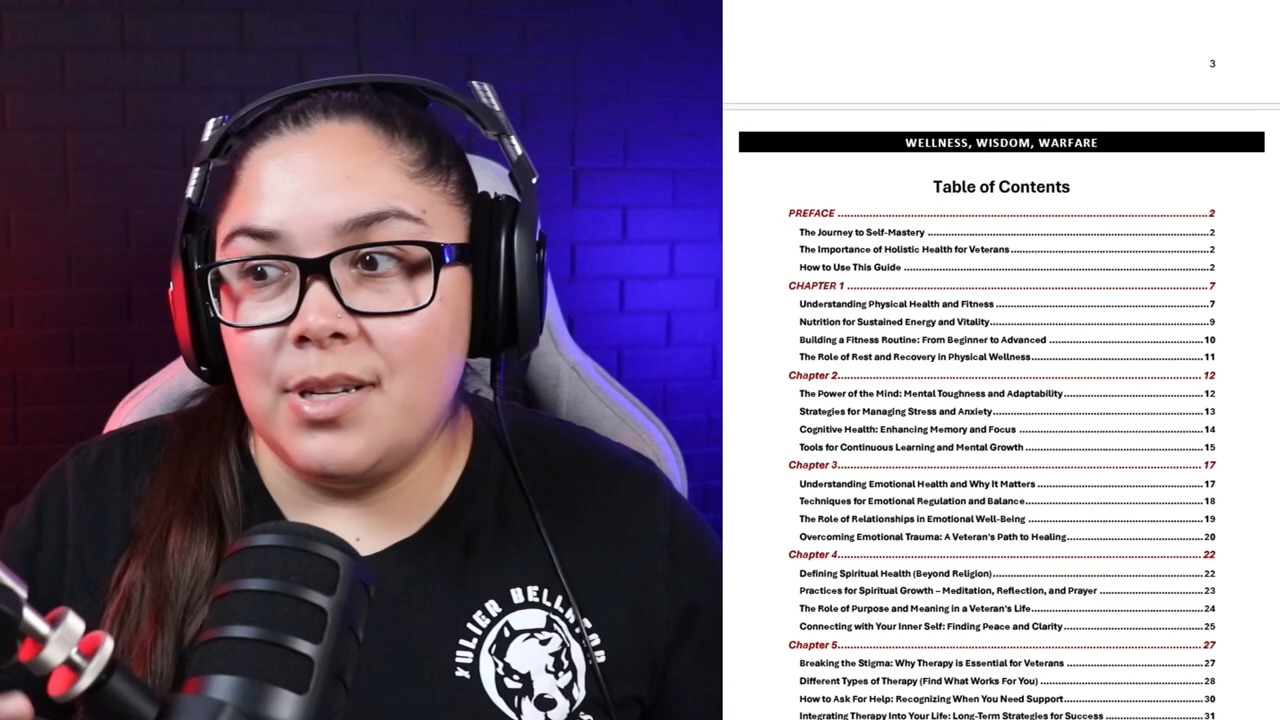 3
WELLNESS, WISDOM, WARFARE
Table of Contents
PREFACE ........ 2
The Journey to Self-Mastery ........ 2
The Importance of Holistic Health for Veterans ........ 2
How to Use This Guide ........ 2
CHAPTER 1 ........ 7
Understanding Physical Health and Fitness ........ 7
Nutrition for Sustained Energy and Vitality ........ 9
Building a Fitness Routine: From Beginner to Advanced ........ 10
The Role of Rest and Recovery in Physical Wellness ........ 11
Chapter 2 ........ 12
The Power of the Mind: Mental Toughness and Adaptability ........ 12
Strategies for Managing Stress and Anxiety ........ 13
Cognitive Health: Enhancing Memory and Focus ........ 14
Tools for Continuous Learning and Mental Growth ........ 15
Chapter 3 ........ 17
Understanding Emotional Health and Why It Matters ........ 17
Techniques for Emotional Regulation and Balance ........ 18
The Role of Relationships in Emotional Well-Being ........ 19
Overcoming Emotional Trauma: A Veteran's Path to Healing ........ 20
Chapter 4 ........ 22
Defining Spiritual Health (Beyond Religion) ........ 22
Practices for Spiritual Growth – Meditation, Reflection, and Prayer ........ 23
The Role of Purpose and Meaning in a Veteran's Life ........ 24
Connecting with Your Inner Self: Finding Peace and Clarity ........ 25
Chapter 5 ........ 27
Breaking the Stigma: Why Therapy is Essential for Veterans ........ 27
Different Types of Therapy (Find What Works For You) ........ 28
How to Ask For Help: Recognizing When You Need Support ........ 30
Integrating Therapy Into Your Life: Long-Term Strategies for Success ........ 31